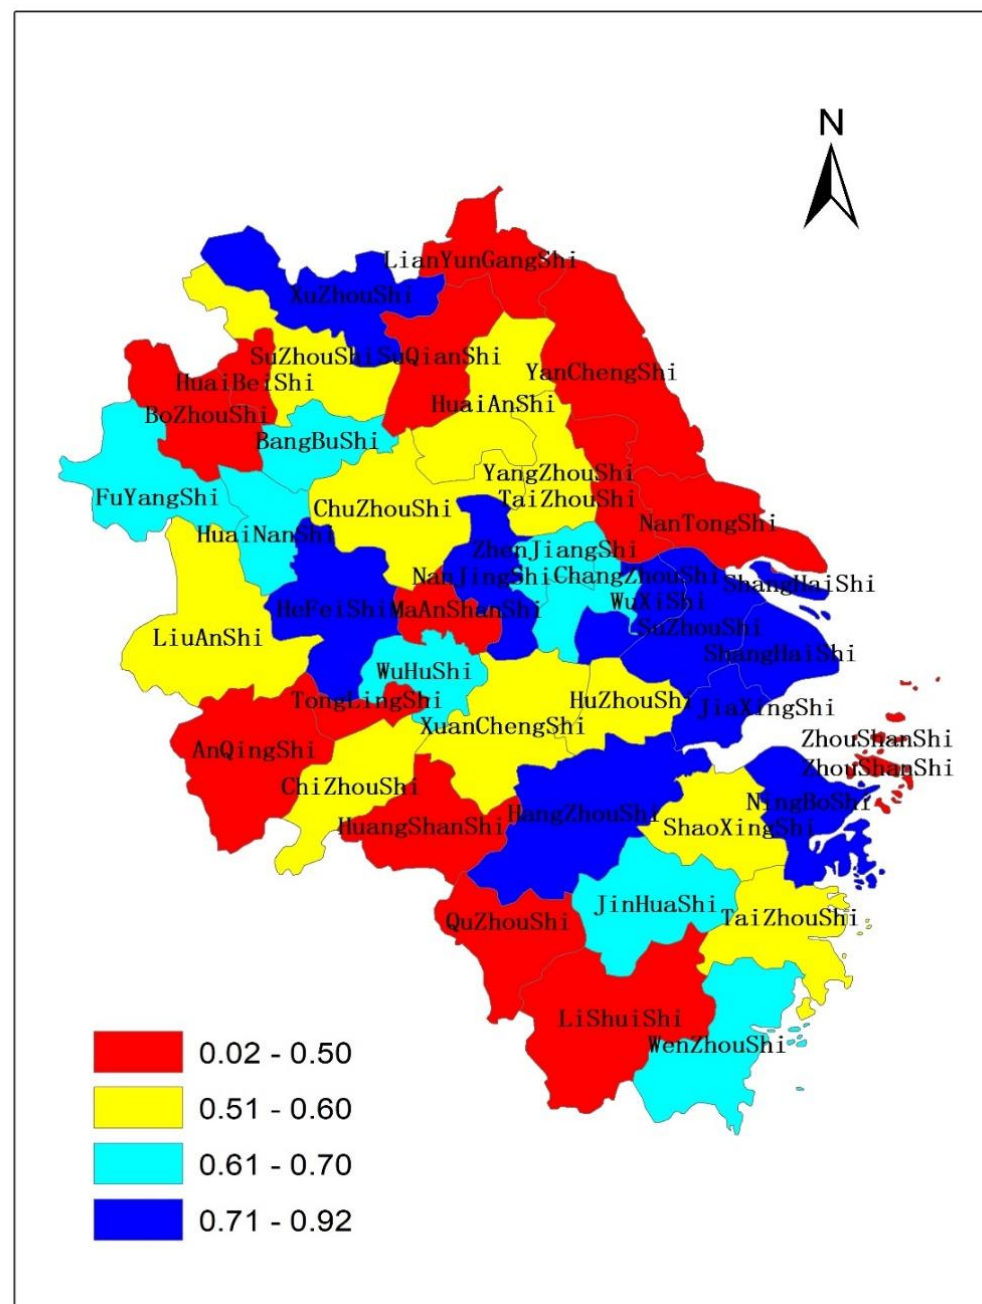 N
LianYunGangShi
XuZhouShi
SuZhouShi
SuQianShi
YanChengShi
HuaiBeiShi
HuaiAnShi
BoZhouShi
BangBuShi
YangZhouShi
FuYangShi
TaiZhouShi
ChuZhouShi
NanTongShi
HuaiNanShi
ZhenJiangShi
NanJingShi
ChangZhouShi
ShangHaiShi
WuXiShi
HeFeiShi
MaAnShanShi
SuZhouShi
LiuAnShi
ShangHaiShi
WuHuShi
TongLingShi
HuZhouShi
JiaXingShi
XuanChengShi
AnQingShi
ZhouShanShi
ZhouShanShi
ChiZhouShi
NingBoShi
HangZhouShi
HuangShanShi
ShaoXingShi
JinHuaShi
QuZhouShi
TaiZhouShi
LiShuiShi
WenZhouShi
0.02 - 0.50
0.51 - 0.60
0.61 - 0.70
0.71 - 0.92